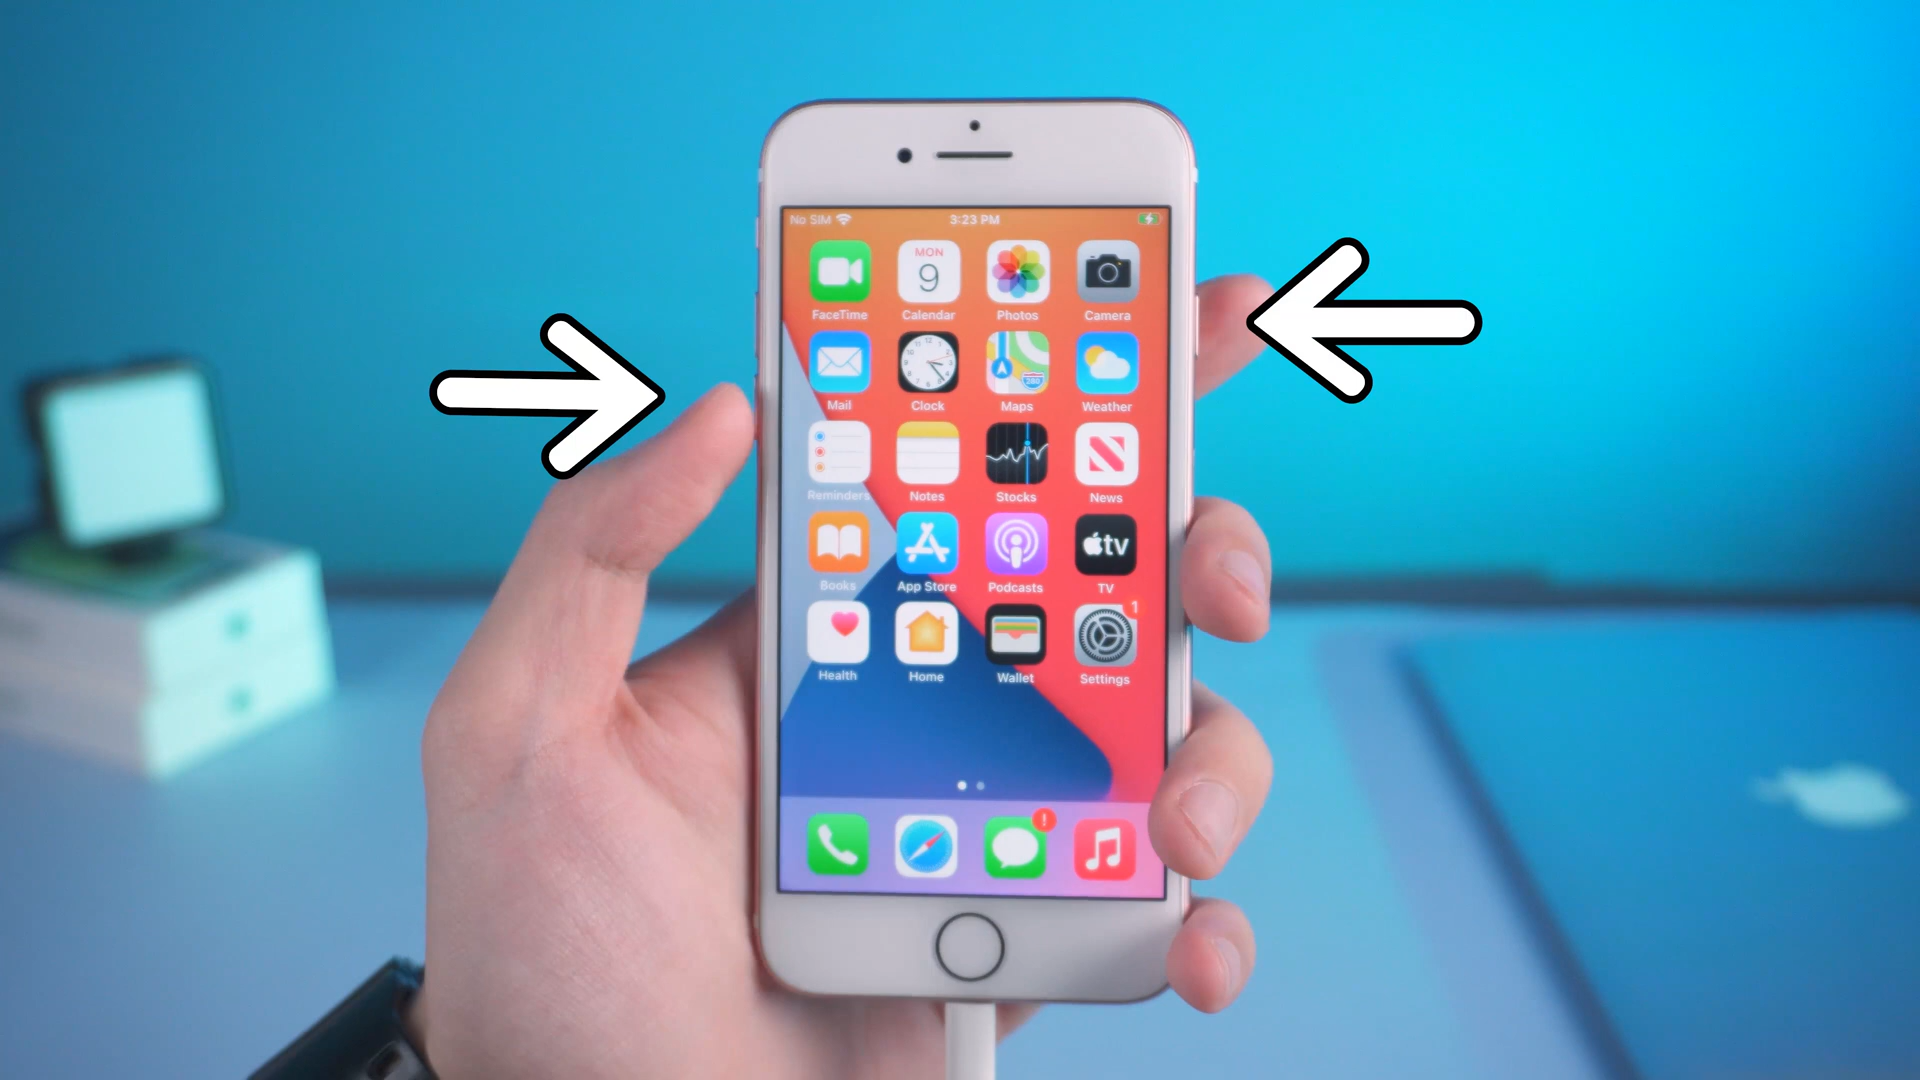 No SIM 3:23 PM
MON
9
FaceTime Calendar Photos Camera
280
Mail Clock Maps Weather
Reminders Notes Stocks News
tv
Books App Store Podcasts TV
1
Health Home Wallet Settings
!